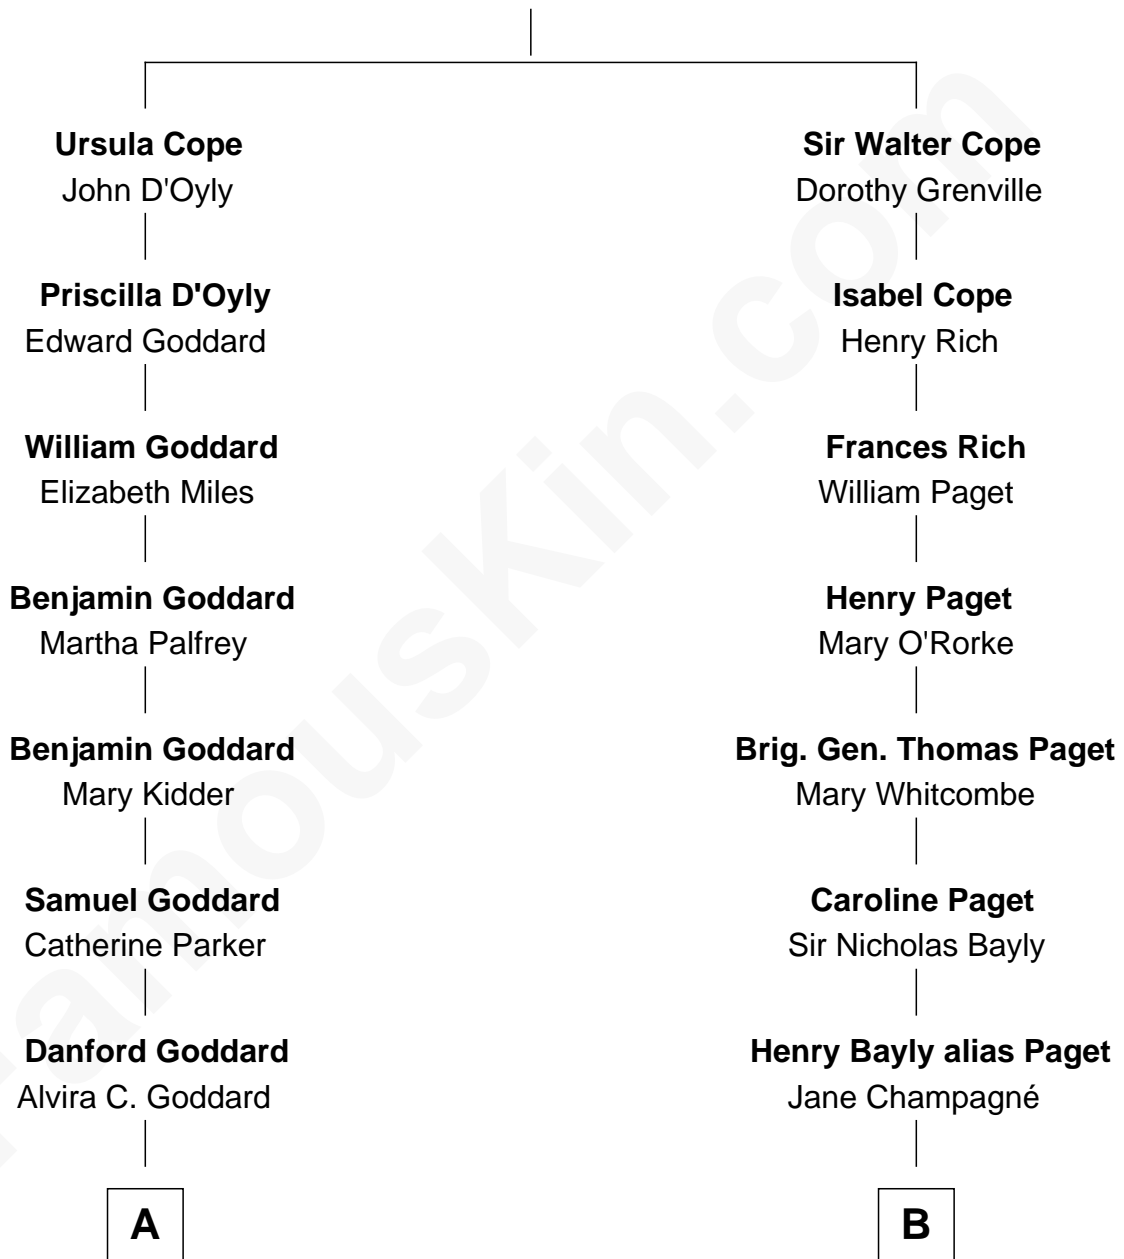 Ursula Cope
John D'Oyly
Priscilla D'Oyly
Edward Goddard
William Goddard
Elizabeth Miles
Benjamin Goddard
Martha Palfrey
Benjamin Goddard
Mary Kidder
Samuel Goddard
Catherine Parker
Danford Goddard
Alvira C. Goddard
A
Sir Walter Cope
Dorothy Grenville
Isabel Cope
Henry Rich
Frances Rich
William Paget
Henry Paget
Mary O'Rorke
Brig. Gen. Thomas Paget
Mary Whitcombe
Caroline Paget
Sir Nicholas Bayly
Henry Bayly alias Paget
Jane Champagné
B
FamousKin.com